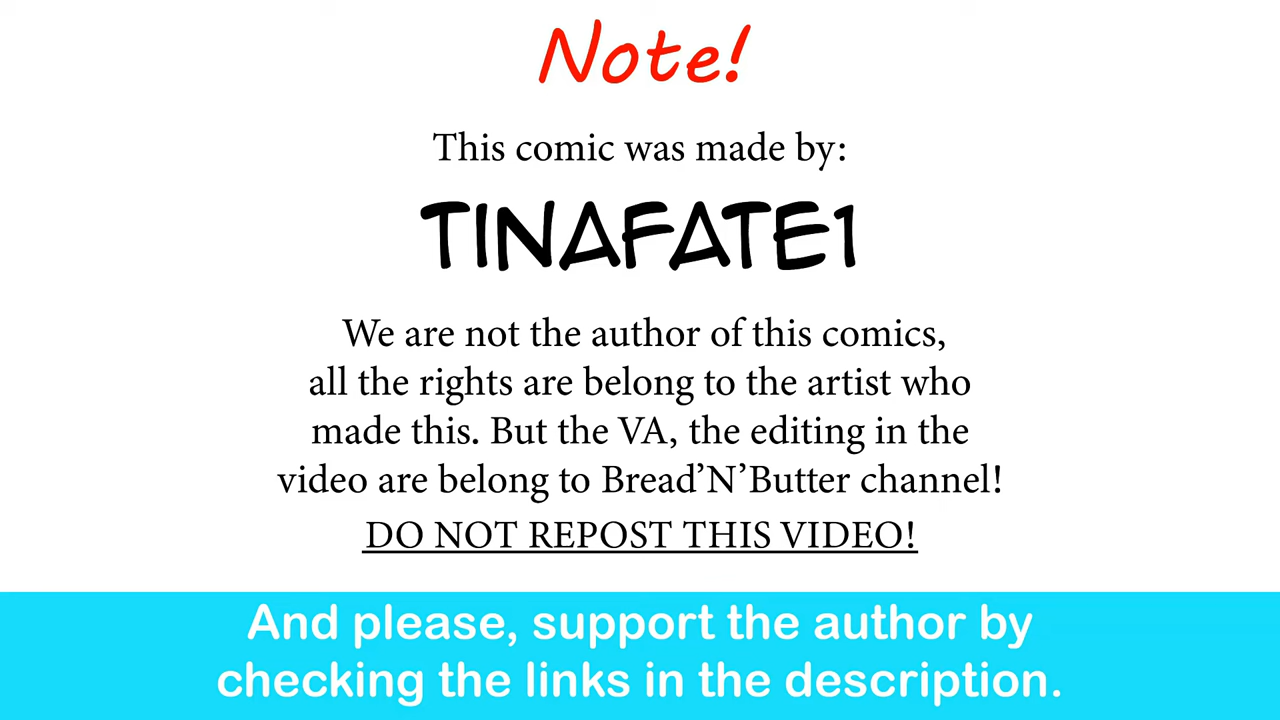 Note!
This comic was made by:
TINAFATE1
We are not the author of this comics,
all the rights are belong to the artist who
made this. But the VA, the editing in the
video are belong to Bread’N’Butter channel!
DO NOT REPOST THIS VIDEO!
And please, support the author by
checking the links in the description.